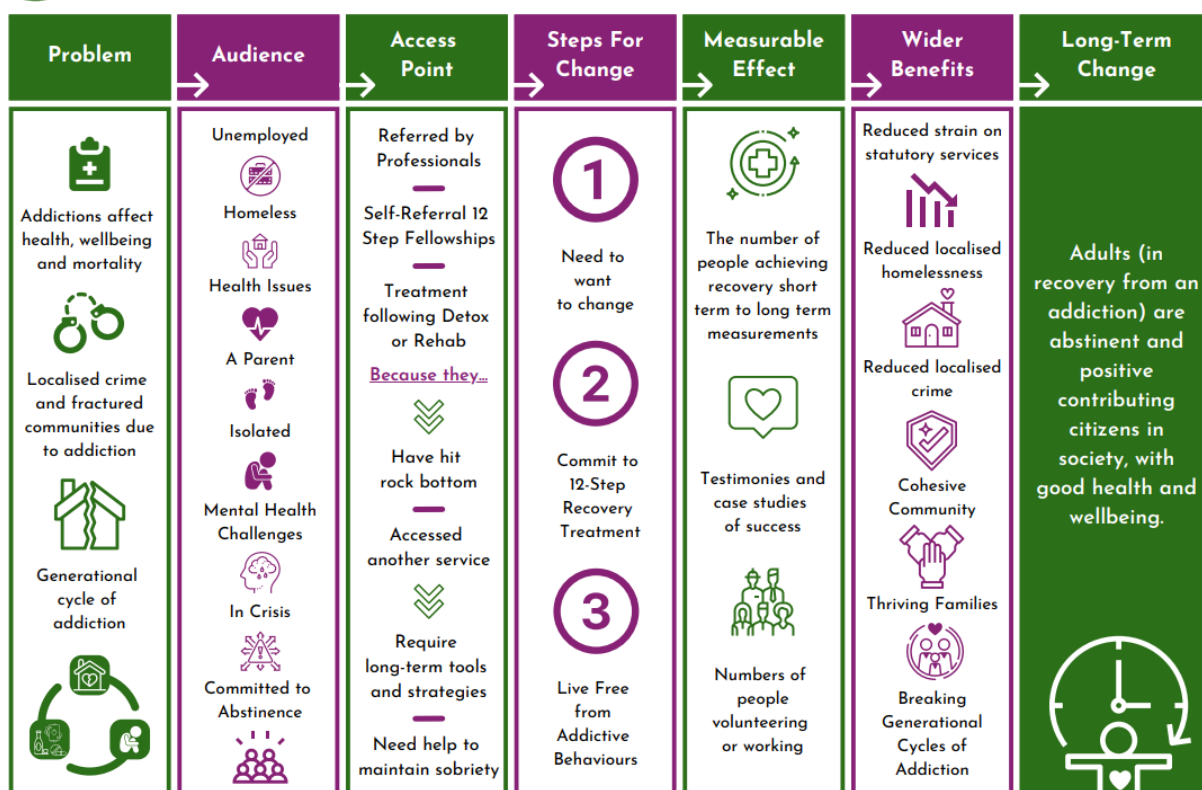 Problem
Audience
Access
Point
Steps For
Change
Measurable
Effect
Wider
Benefits
Long-Term
Change
Addictions affect
health, wellbeing
and mortality
Localised crime
and fractured
communities due
to addiction
Generational
cycle of
addiction
Unemployed
Homeless
Health Issues
A Parent
Isolated
Mental Health
Challenges
In Crisis
Committed to
Abstinence
Referred by
Professionals
Self-Referral 12
Step Fellowships
Treatment
following Detox
or Rehab
Because they...
Have hit
rock bottom
Accessed
another service
Require
long-term tools
and strategies
Need help to
maintain sobriety
1
Need to
want
to change
2
Commit to
12-Step
Recovery
Treatment
3
Live Free
from
Addictive
Behaviours
The number of
people achieving
recovery short
term to long term
measurements
Testimonies and
case studies
of success
Numbers of
people
volunteering
or working
Reduced strain on
statutory services
Reduced localised
homelessness
Reduced localised
crime
Cohesive
Community
Thriving Families
Breaking
Generational
Cycles of
Addiction
Adults (in
recovery from an
addiction) are
abstinent and
positive
contributing
citizens in
society, with
good health and
wellbeing.